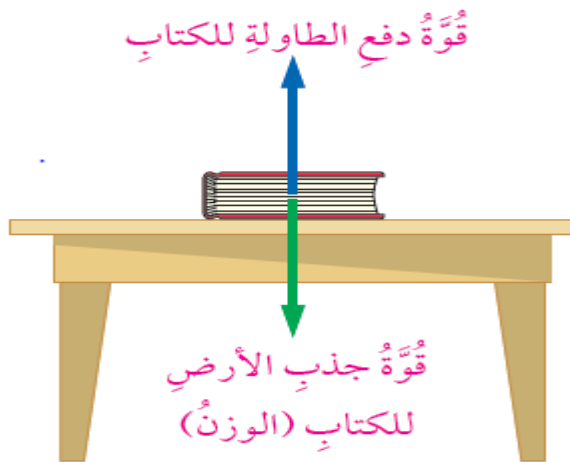 قُوَّةُ دفعِ الطاولةِ للكتابِ
قُوَّةُ جذبِ الأرضِ
للكتابِ (الوزنُ)